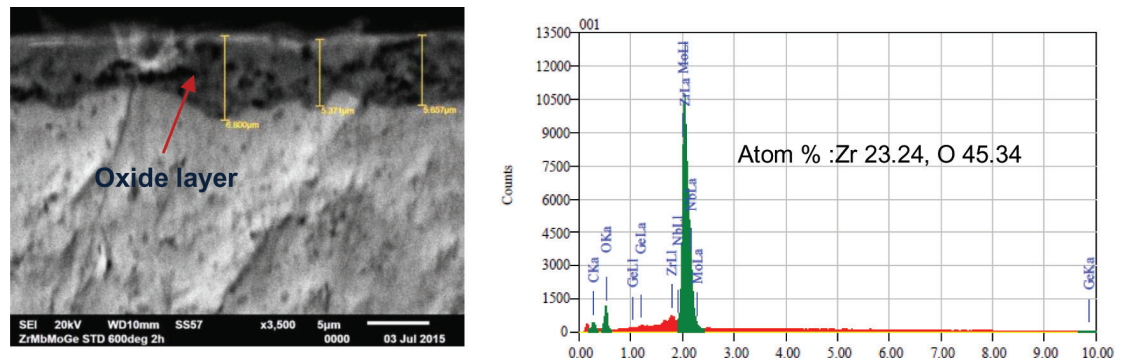 6.800µm
5.371µm
5.657µm
Oxide layer
SEI 20kV WD10mm SS57 x3,500 5µm
ZrMbMoGe STD 600deg 2h 0000 03 Jul 2015
001
13500
12000
10500
9000
7500
6000
4500
3000
1500
0
Counts
CKa
OKa
GeLl
GeLa
ZrLl
NbLl
ZrLa MoLl
NbLa
MoLa
GeKa
Atom % :Zr 23.24, O 45.34
0.00 1.00 2.00 3.00 4.00 5.00 6.00 7.00 8.00 9.00 10.00